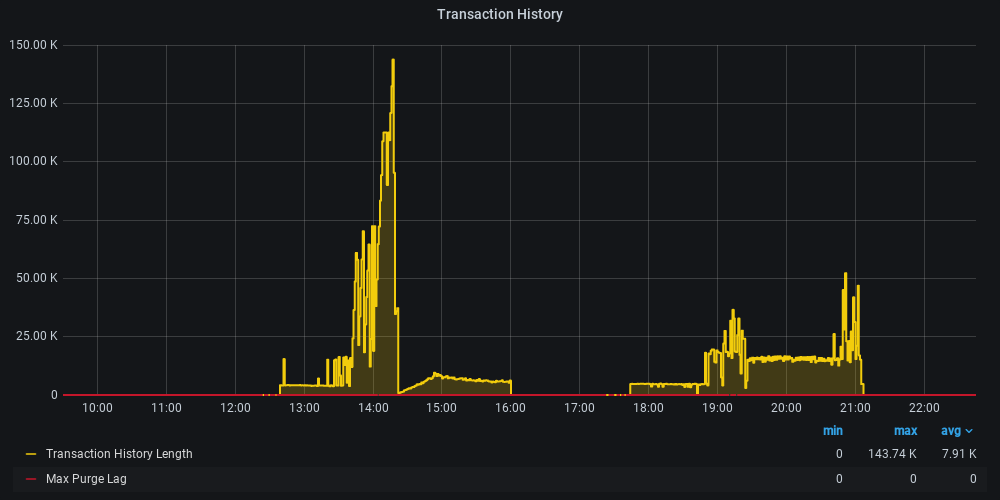 Transaction History
150.00 K
125.00 K
100.00 K
75.00 K
50.00 K
25.00 K
0
10:00 11:00 12:00 13:00 14:00 15:00 16:00 17:00 18:00 19:00 20:00 21:00 22:00
min max avg
Transaction History Length 0 143.74 K 7.91 K
Max Purge Lag 0 0 0